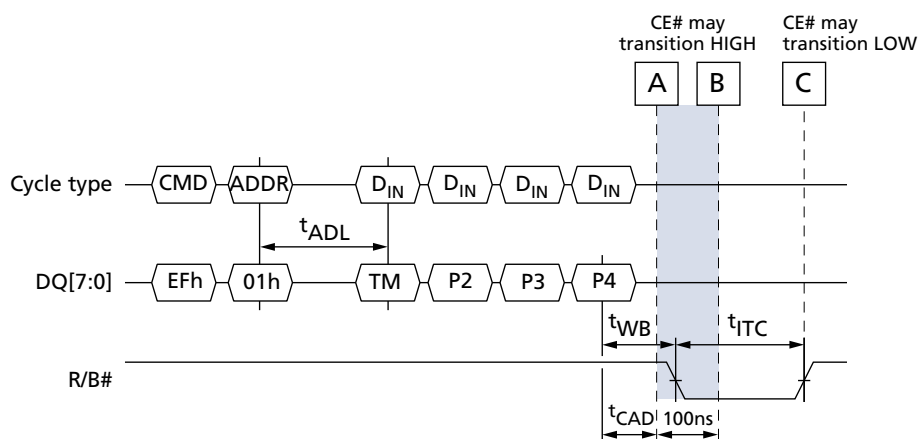 CE# may
transition HIGH
CE# may
transition LOW
A
B
C
Cycle type
CMD
ADDR
DIN
DIN
DIN
DIN
tADL
DQ[7:0]
EFh
01h
TM
P2
P3
P4
tWB
tITC
R/B#
tCAD
100ns